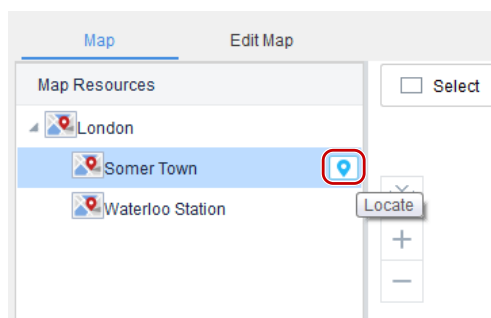 Map Edit Map
Map Resources
Select
London
Somer Town
Locate
Waterloo Station